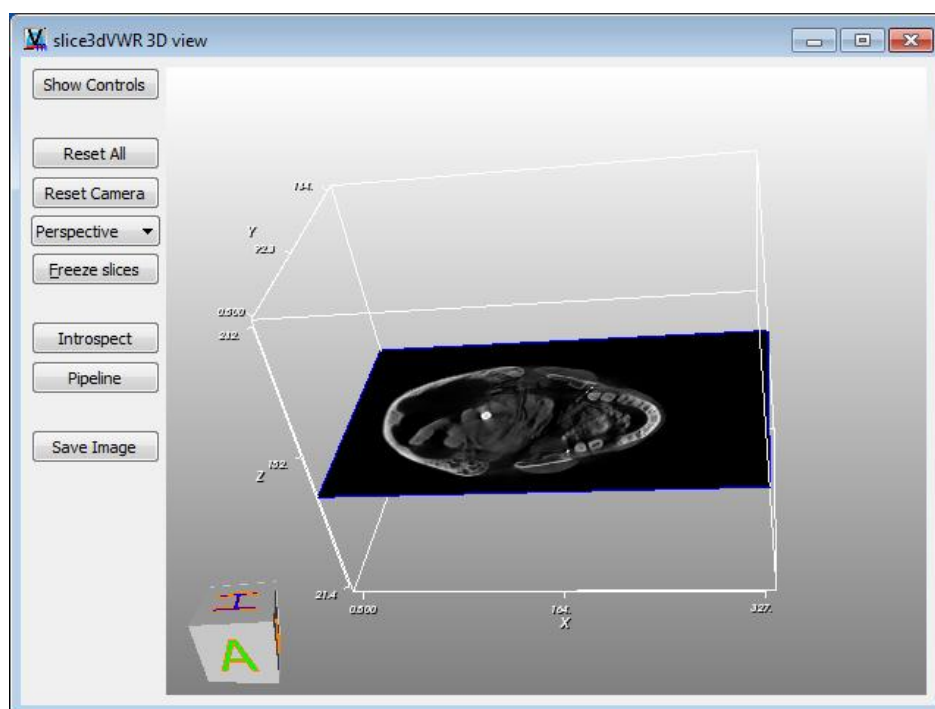 slice3dVWR 3D view
Show Controls
Reset All
Reset Camera
Perspective
Freeze slices
Introspect
Pipeline
Save Image
Y
0.500
Z
21.4
0.500
164.
327.
X
A